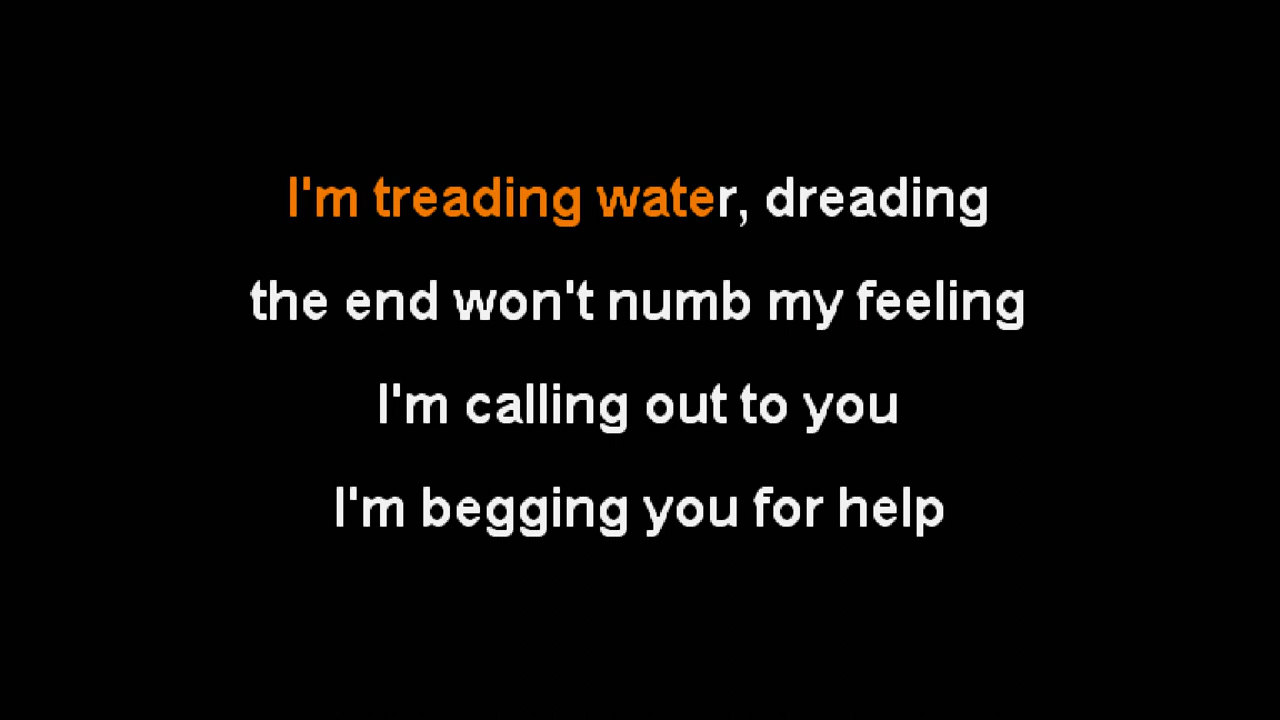 I'm treading water, dreading
the end won't numb my feeling
I'm calling out to you
I'm begging you for help